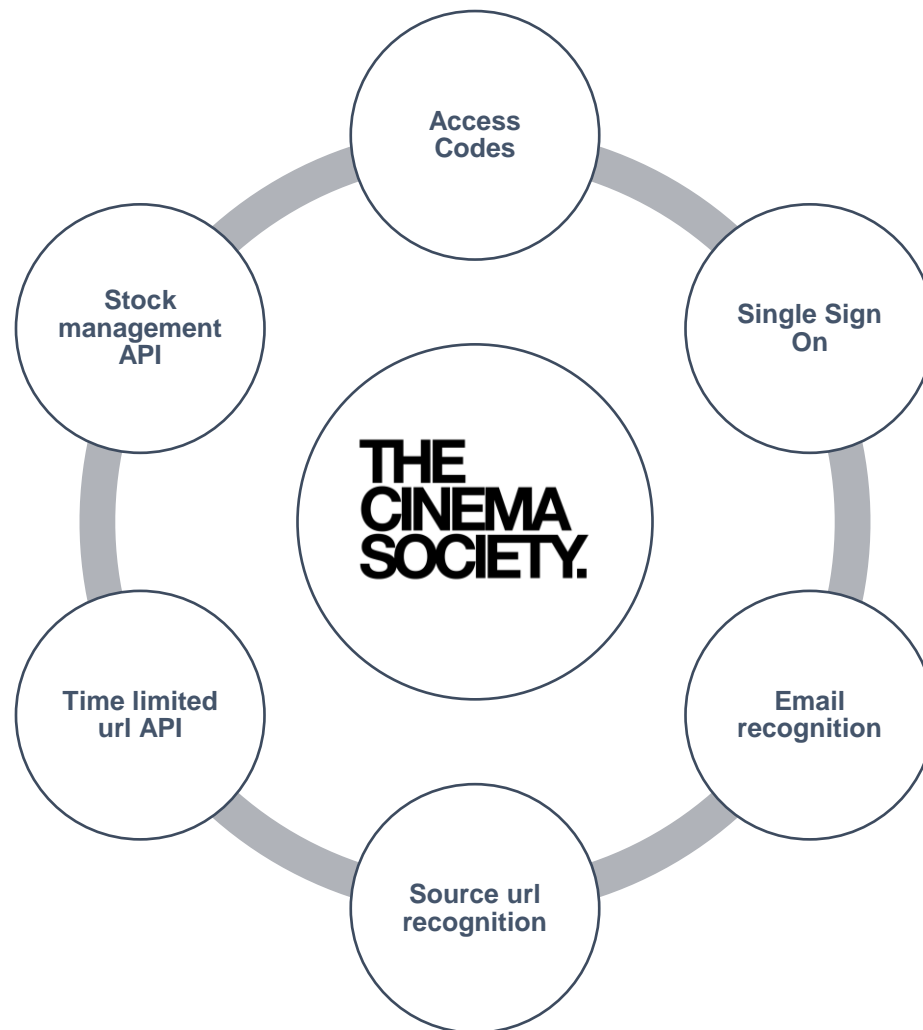 Access
Codes
Single Sign
On
Email
recognition
Source url
recognition
Time limited
url API
Stock
management
API
THE
CINEMA
SOCIETY.